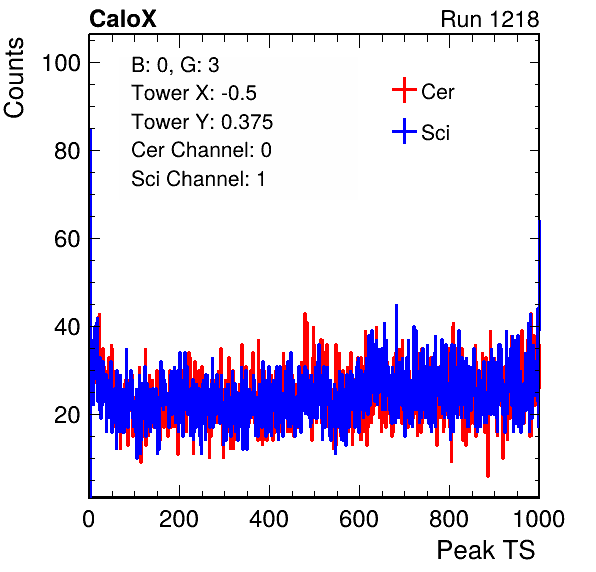 CaloX Run 1218
Counts
B: 0, G: 3
Tower X: -0.5
Tower Y: 0.375
Cer Channel: 0
Sci Channel: 1
Cer
Sci
100
80
60
40
20
0 200 400 600 800 1000
Peak TS